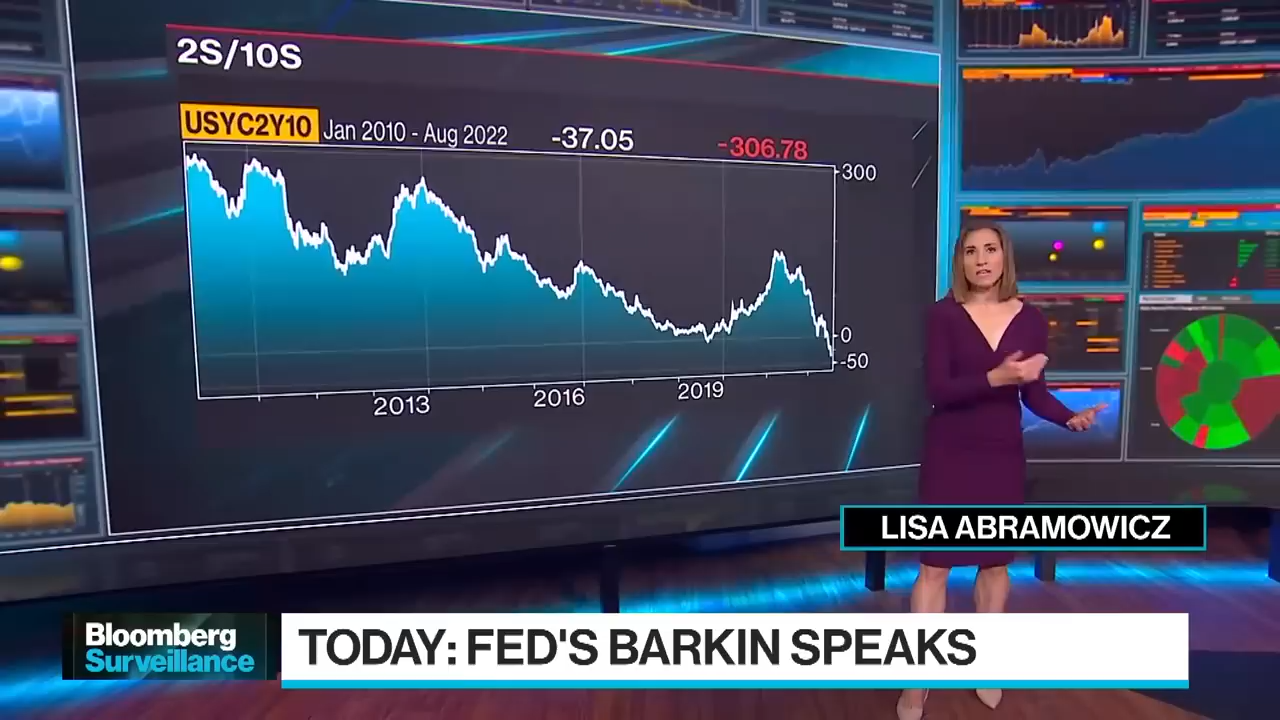 2S/10S
USYC2Y10 Jan 2010 - Aug 2022 -37.05 -306.78
300
0
-50
2013 2016 2019
LISA ABRAMOWICZ
Bloomberg
Surveillance
TODAY: FED'S BARKIN SPEAKS